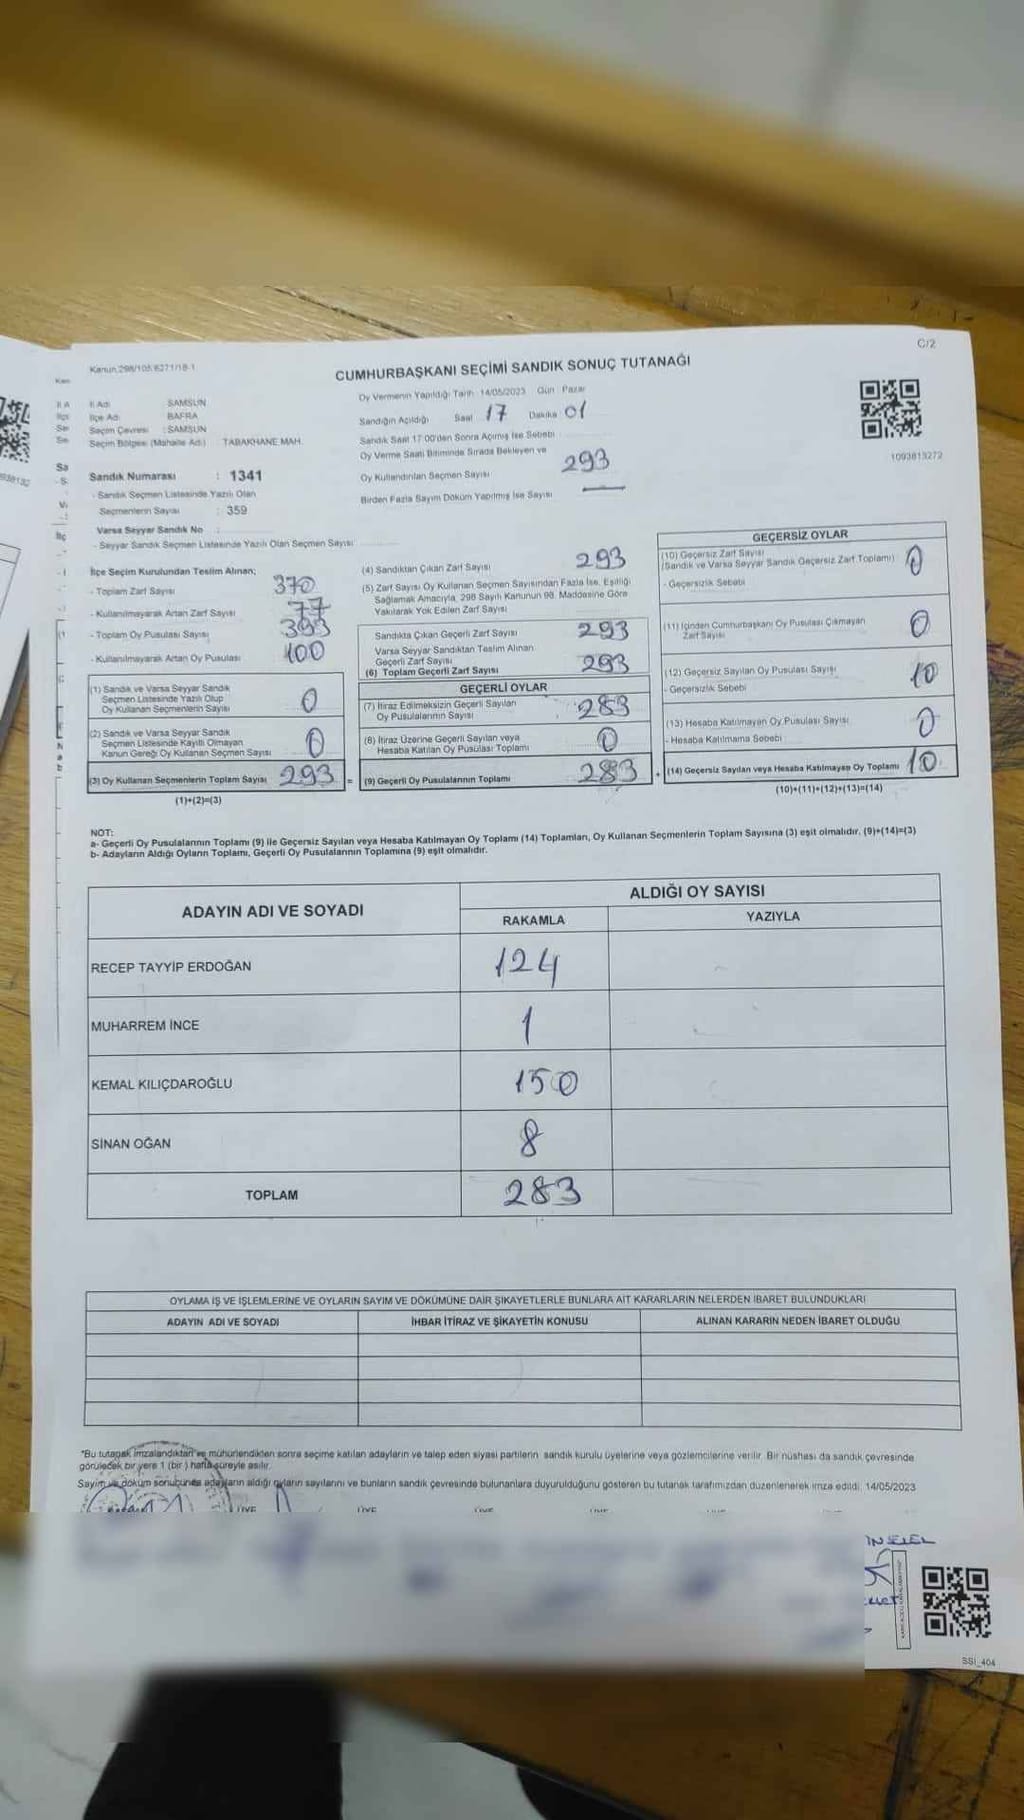 C/2
Kanun 298/105 6271/18-1
CUMHURBAŞKANI SEÇİMİ SANDIK SONUÇ TUTANAĞI
İl Adı SAMSUN
İlçe Adı BAFRA
Seçim Çevresi : SAMSUN
Seçim Bölgesi (Mahalle Adı) TABAKHANE MAH.
Sandık Numarası : 1341
- Sandık Seçmen Listesinde Yazılı Olan
Seçmenlerin Sayısı : 359
Varsa Seyyar Sandık No :
- Seyyar Sandık Seçmen Listesinde Yazılı Olan Seçmen Sayısı:
Oy Vermenin Yapıldığı Tarih 14/05/2023 Gün Pazar
Sandığın Açıldığı Saat 17 Dakika 01
Sandık Saat 17 00'den Sonra Açılmış İse Sebebi
Oy Verme Saati Bitiminde Sırada Bekleyen ve
Oy Kullandırılan Seçmen Sayısı 293
Birden Fazla Sayım Döküm Yapılmış İse Sayısı —
1093813272
İlçe Seçim Kurulundan Teslim Alınan;
- Toplam Zarf Sayısı 370
- Kullanılmayarak Artan Zarf Sayısı 77
- Toplam Oy Pusulası Sayısı 393
- Kullanılmayarak Artan Oy Pusulası 100
(1) Sandık ve Varsa Seyyar Sandık
Seçmen Listesinde Yazılı Olup
Oy Kullanan Seçmenlerin Sayısı 0
(2) Sandık ve Varsa Seyyar Sandık
Seçmen Listesinde Kayıtlı Olmayan
Kanun Gereği Oy Kullanan Seçmen Sayısı 0
(3) Oy Kullanan Seçmenlerin Toplam Sayısı 293 =
(1)+(2)=(3)
(4) Sandıktan Çıkan Zarf Sayısı 293
(5) Zarf Sayısı Oy Kullanan Seçmen Sayısından Fazla İse, Eşitliği
Sağlamak Amacıyla, 298 Sayılı Kanunun 98. Maddesine Göre
Yakılarak Yok Edilen Zarf Sayısı
Sandıkta Çıkan Geçerli Zarf Sayısı 293
Varsa Seyyar Sandıktan Teslim Alınan
Geçerli Zarf Sayısı
(6) Toplam Geçerli Zarf Sayısı 293
GEÇERLİ OYLAR
(7) İtiraz Edilmeksizin Geçerli Sayılan
Oy Pusulalarının Sayısı 283
(8) İtiraz Üzerine Geçerli Sayılan veya
Hesaba Katılan Oy Pusulası Toplamı 0
(9) Geçerli Oy Pusulalarının Toplamı 283 +
GEÇERSİZ OYLAR
(10) Geçersiz Zarf Sayısı
(Sandık ve Varsa Seyyar Sandık Geçersiz Zarf Toplamı) 0
- Geçersizlik Sebebi
(11) İçinden Cumhurbaşkanı Oy Pusulası Çıkmayan
Zarf Sayısı 0
(12) Geçersiz Sayılan Oy Pusulası Sayısı 10
- Geçersizlik Sebebi
(13) Hesaba Katılmayan Oy Pusulası Sayısı 0
- Hesaba Katılmama Sebebi :
(14) Geçersiz Sayılan veya Hesaba Katılmayan Oy Toplamı 10
(10)+(11)+(12)+(13)=(14)
NOT:
a- Geçerli Oy Pusulalarının Toplamı (9) ile Geçersiz Sayılan veya Hesaba Katılmayan Oy Toplamı (14) Toplamları, Oy Kullanan Seçmenlerin Toplam Sayısına (3) eşit olmalıdır. (9)+(14)=(3)
b- Adayların Aldığı Oyların Toplamı, Geçerli Oy Pusulalarının Toplamına (9) eşit olmalıdır.
ADAYIN ADI VE SOYADI ALDIĞI OY SAYISI
RAKAMLA YAZIYLA
RECEP TAYYİP ERDOĞAN 124
MUHARREM İNCE 1
KEMAL KILIÇDAROĞLU 150
SİNAN OĞAN 8
TOPLAM 283
OYLAMA İŞ VE İŞLEMLERİNE VE OYLARIN SAYIM VE DÖKÜMÜNE DAİR ŞİKAYETLERLE BUNLARA AİT KARARLARIN NELERDEN İBARET BULUNDUKLARI
ADAYIN ADI VE SOYADI İHBAR İTİRAZ VE ŞİKAYETİN KONUSU ALINAN KARARIN NEDEN İBARET OLDUĞU
*Bu tutanak imzalandıktan ve mühürlendikten sonra seçime katılan adayların ve talep eden siyasi partilerin sandık kurulu üyelerine veya gözlemcilerine verilir. Bir nüshası da sandık çevresinde
görülecek bir yere 1 (bir ) hafta süreyle asılır.
Sayım ve döküm sonucunda adayların aldığı oyların sayılarını ve bunların sandık çevresinde bulunanlara duyurulduğunu gösteren bu tutanak tarafımızdan düzenlenerek imza edildi. 14/05/2023
SSI_404